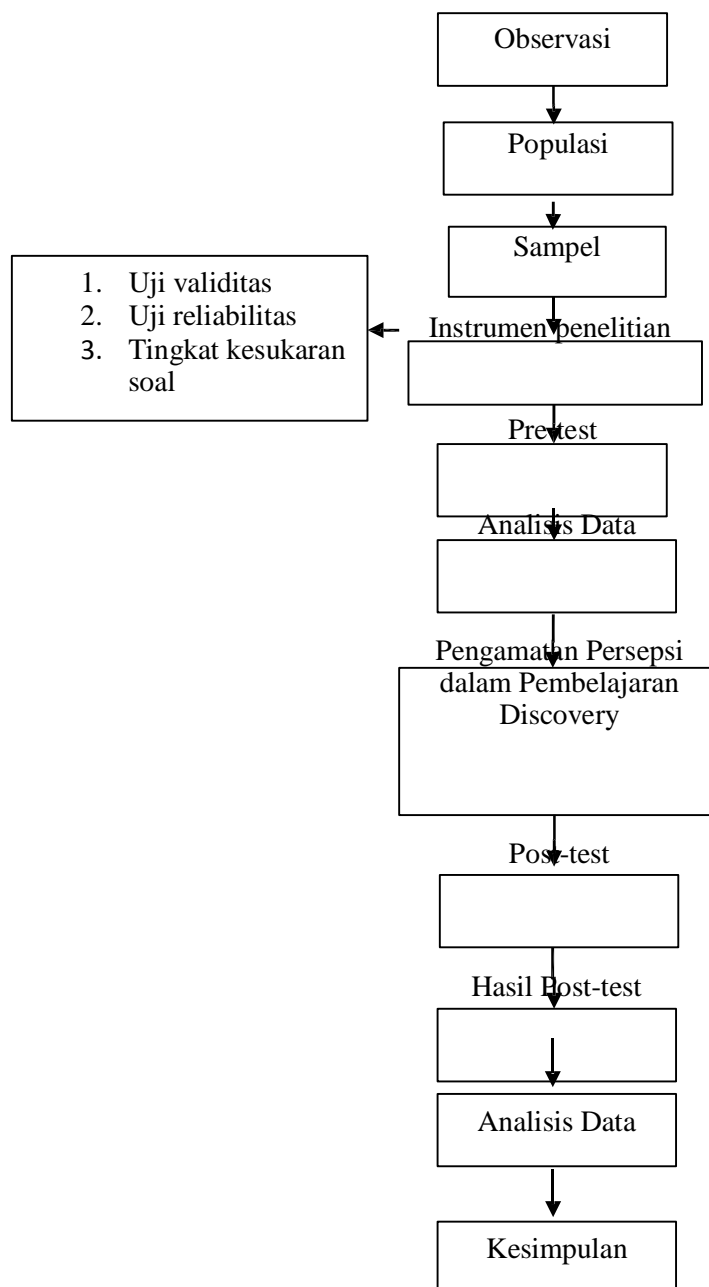 Observasi
Populasi
Sampel
1. Uji validitas
2. Uji reliabilitas
3. Tingkat kesukaran
soal
Instrumen penelitian
Pre-test
Analisis Data
Pengamatan Persepsi
dalam Pembelajaran
Discovery
Post-test
Hasil Post-test
Analisis Data
Kesimpulan